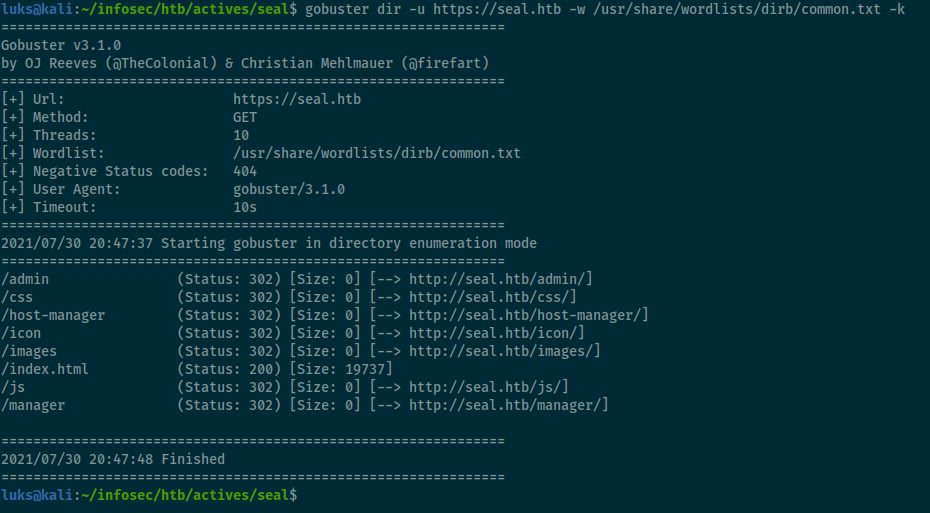 luks@kali:~/infosec/htb/actives/seal$ gobuster dir -u https://seal.htb -w /usr/share/wordlists/dirb/common.txt -k
===============================================================
Gobuster v3.1.0
by OJ Reeves (@TheColonial) & Christian Mehlmauer (@firefart)
===============================================================
[+] Url:                     https://seal.htb
[+] Method:                  GET
[+] Threads:                 10
[+] Wordlist:                /usr/share/wordlists/dirb/common.txt
[+] Negative Status codes:   404
[+] User Agent:              gobuster/3.1.0
[+] Timeout:                 10s
===============================================================
2021/07/30 20:47:37 Starting gobuster in directory enumeration mode
===============================================================
/admin                (Status: 302) [Size: 0] [--> http://seal.htb/admin/]
/css                  (Status: 302) [Size: 0] [--> http://seal.htb/css/]
/host-manager         (Status: 302) [Size: 0] [--> http://seal.htb/host-manager/]
/icon                 (Status: 302) [Size: 0] [--> http://seal.htb/icon/]
/images               (Status: 302) [Size: 0] [--> http://seal.htb/images/]
/index.html           (Status: 200) [Size: 19737]
/js                   (Status: 302) [Size: 0] [--> http://seal.htb/js/]
/manager              (Status: 302) [Size: 0] [--> http://seal.htb/manager/]
===============================================================
2021/07/30 20:47:48 Finished
===============================================================
luks@kali:~/infosec/htb/actives/seal$